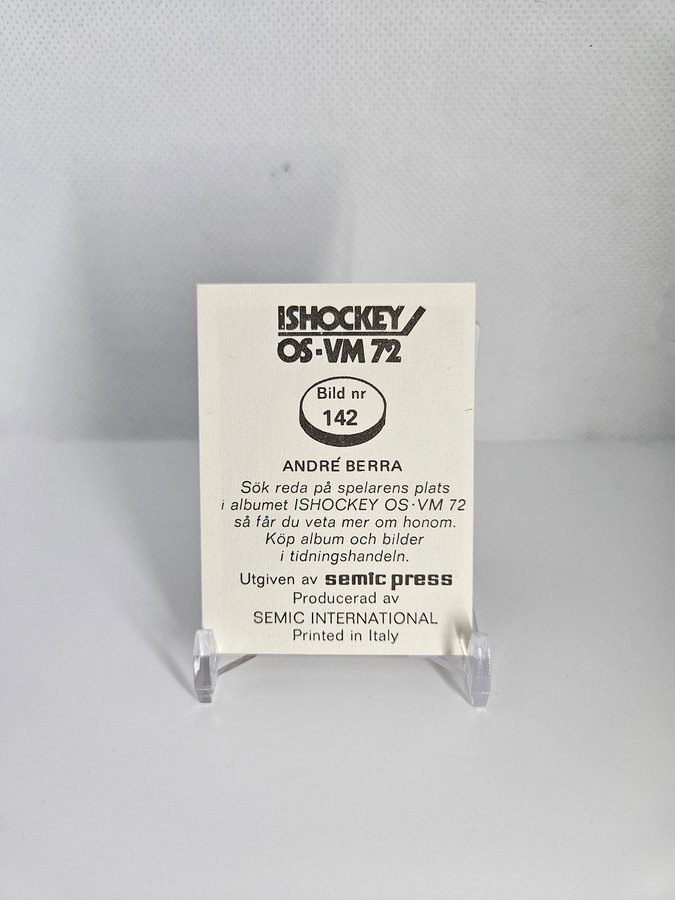 ISHOCKEY/
OS·VM 72
Bild nr
142
ANDRÉ BERRA
Sök reda på spelarens plats
i albumet ISHOCKEY OS·VM 72
så får du veta mer om honom.
Köp album och bilder
i tidningshandeln.
Utgiven av semic press
Producerad av
SEMIC INTERNATIONAL
Printed in Italy